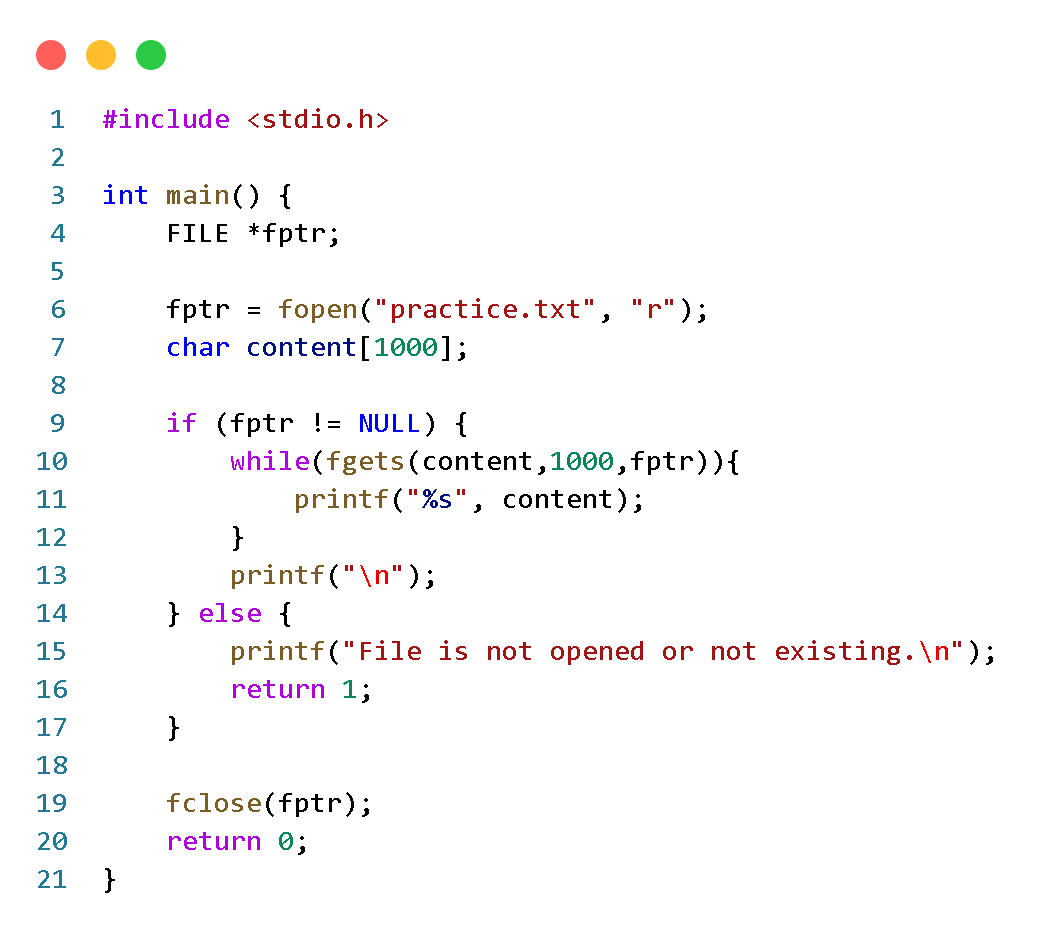 1 #include <stdio.h>
2
3 int main() {
4     FILE *fptr;
5
6     fptr = fopen("practice.txt", "r");
7     char content[1000];
8
9     if (fptr != NULL) {
10         while(fgets(content,1000,fptr)){
11             printf("%s", content);
12         }
13         printf("\n");
14     } else {
15         printf("File is not opened or not existing.\n");
16         return 1;
17     }
18
19     fclose(fptr);
20     return 0;
21 }